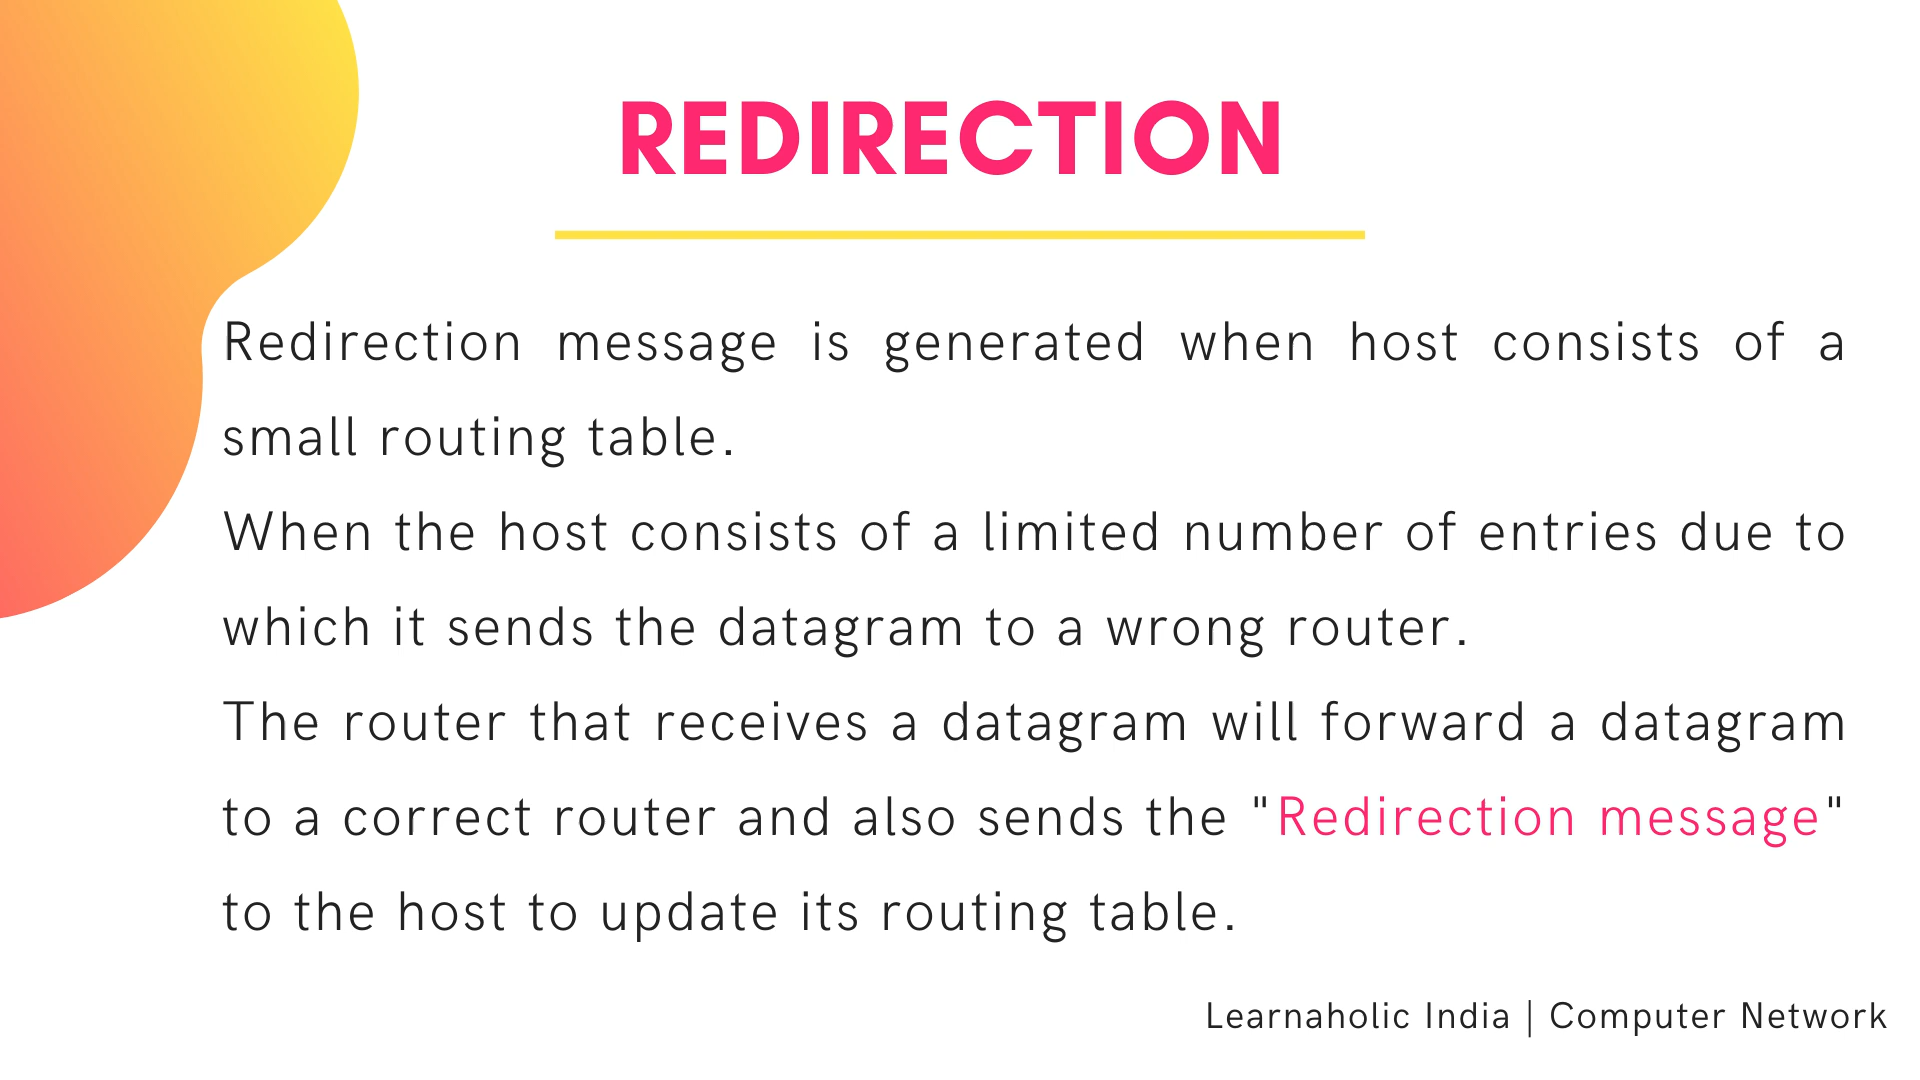 REDIRECTION
Redirection message is generated when host consists of a
small routing table.
When the host consists of a limited number of entries due to
which it sends the datagram to a wrong router.
The router that receives a datagram will forward a datagram
to a correct router and also sends the "Redirection message"
to the host to update its routing table.
Learnaholic India | Computer Network